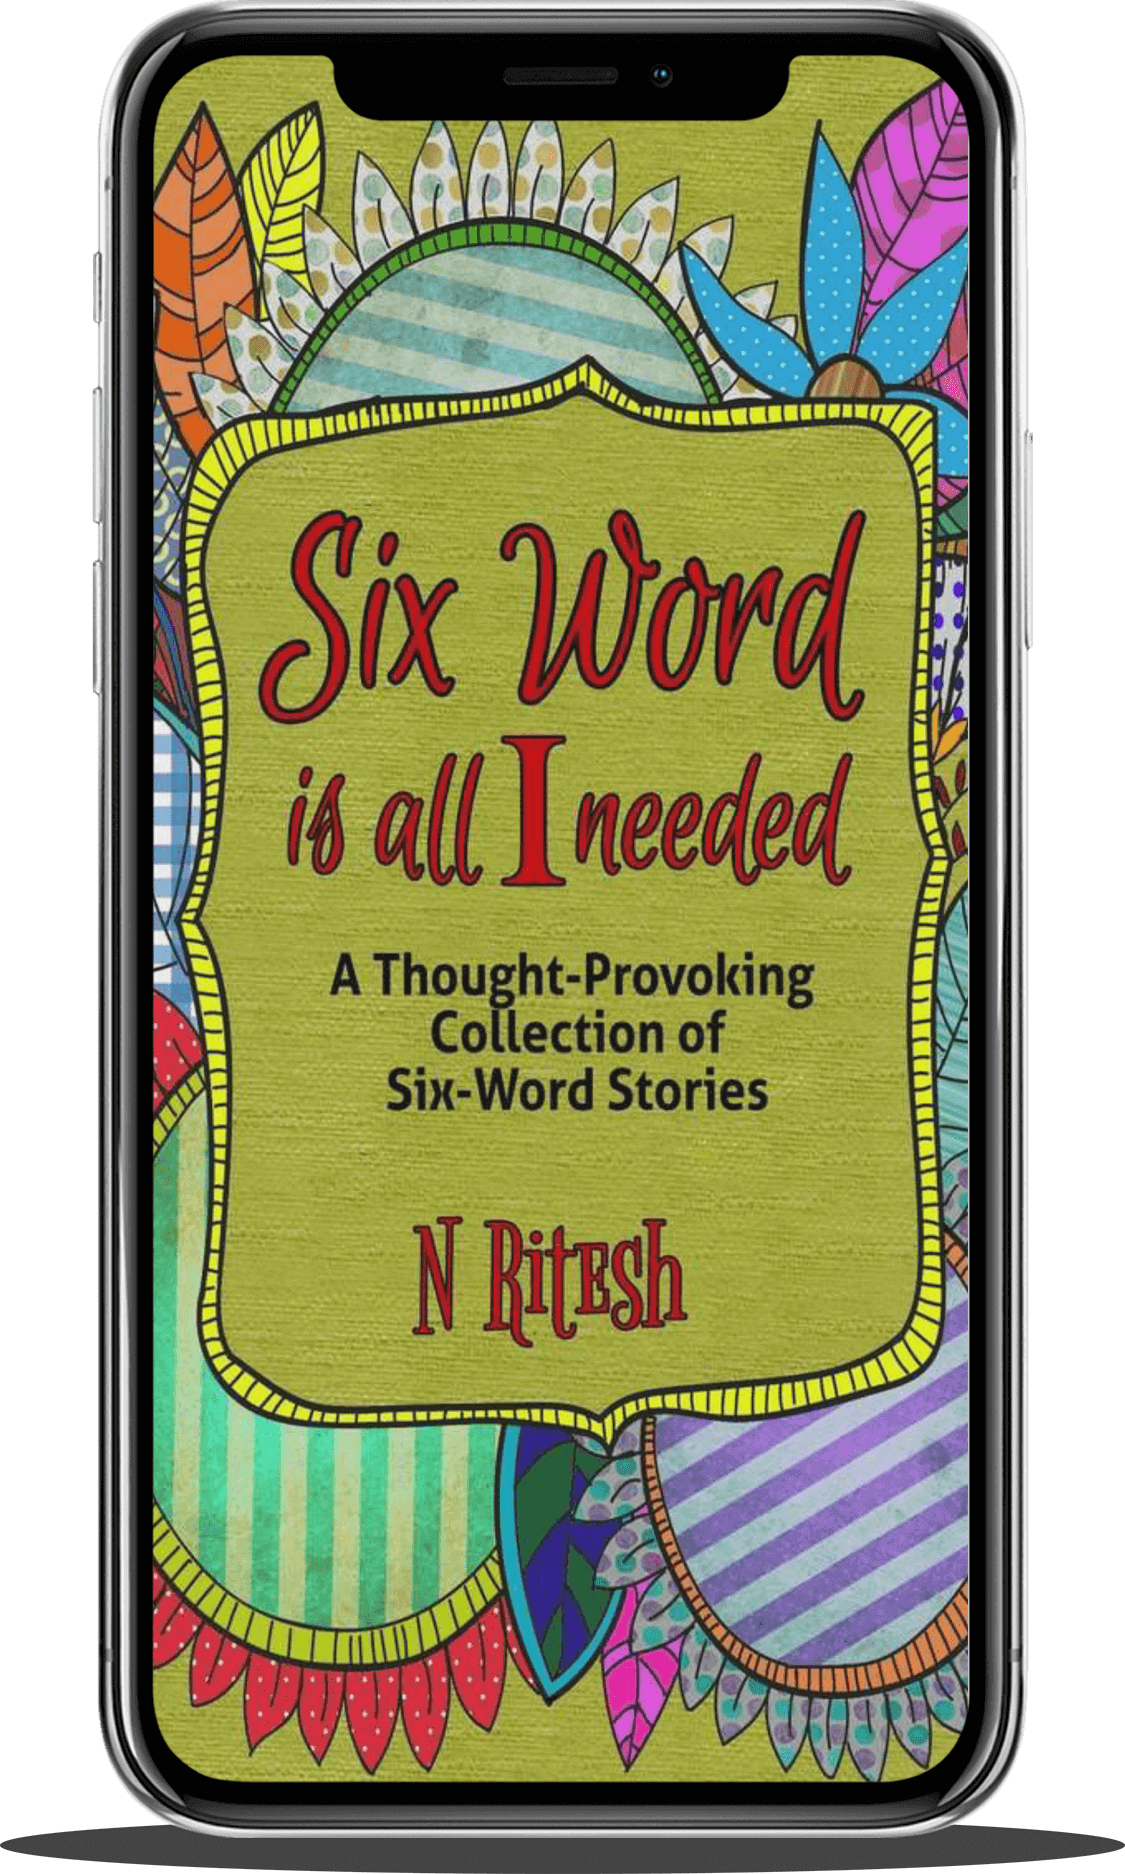 Six Word
is all I needed
A Thought-Provoking
Collection of
Six-Word Stories
N Ritesh